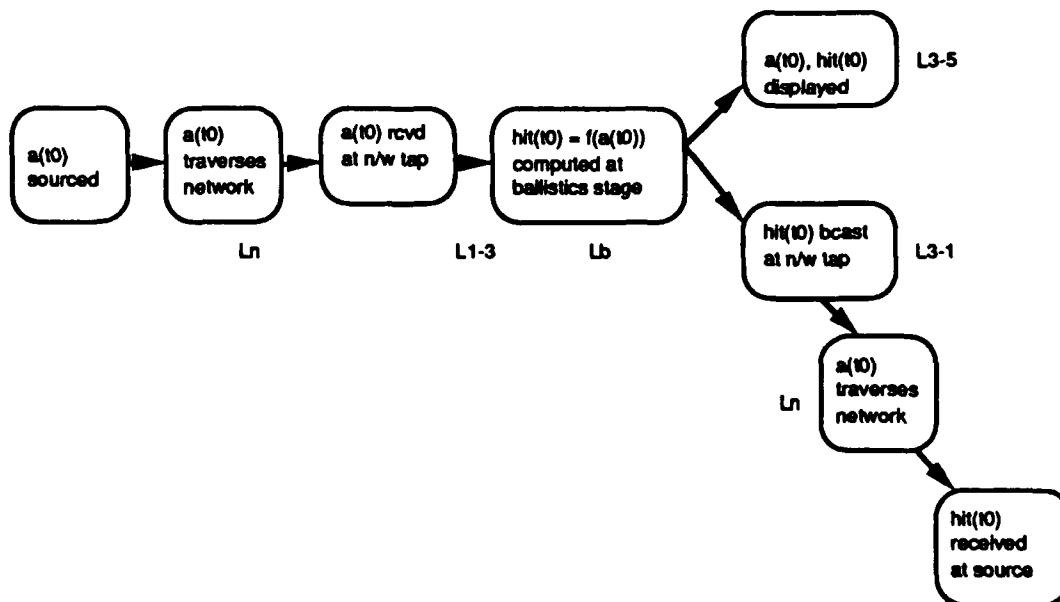 a(t0)
sourced
a(t0)
traverses
network
Ln
a(t0) rcvd
at n/w tap
L1-3
hit(t0) = f(a(t0))
computed at
ballistics stage
Lb
a(t0), hit(t0)
displayed
L3-5
hit(t0) bcast
at n/w tap
L3-1
a(t0)
traverses
network
Ln
hit(t0)
received
at source